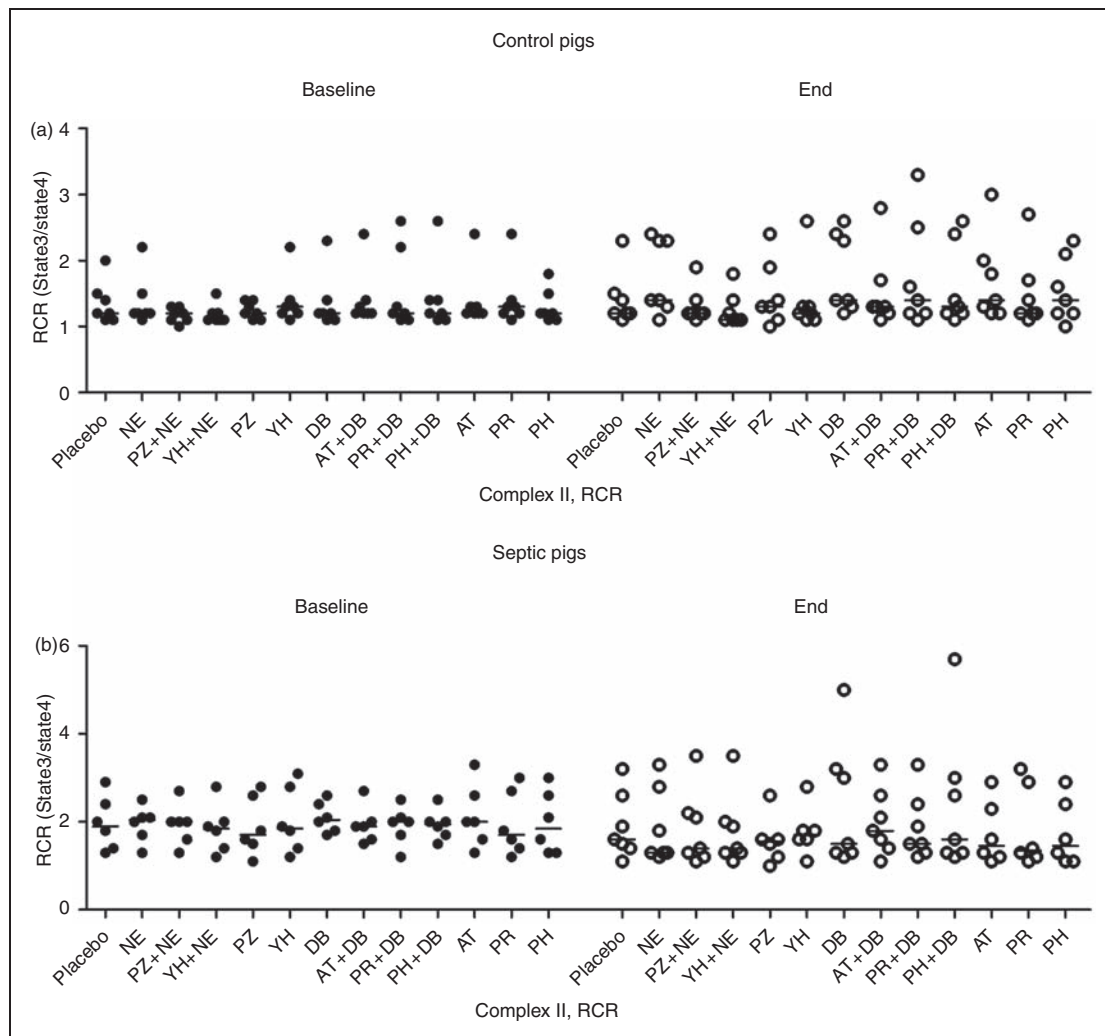 Control pigs
Baseline End
(a) 4
3
2
1
0
RCR (State3/state4)
Placebo NE PZ+NE YH+NE PZ YH DB AT+DB PR+DB PH+DB AT PR PH Placebo NE PZ+NE YH+NE PZ YH DB AT+DB PR+DB PH+DB AT PR PH
Complex II, RCR
Septic pigs
Baseline End
(b) 6
4
2
0
RCR (State3/state4)
Placebo NE PZ+NE YH+NE PZ YH DB AT+DB PR+DB PH+DB AT PR PH Placebo NE PZ+NE YH+NE PZ YH DB AT+DB PR+DB PH+DB AT PR PH
Complex II, RCR